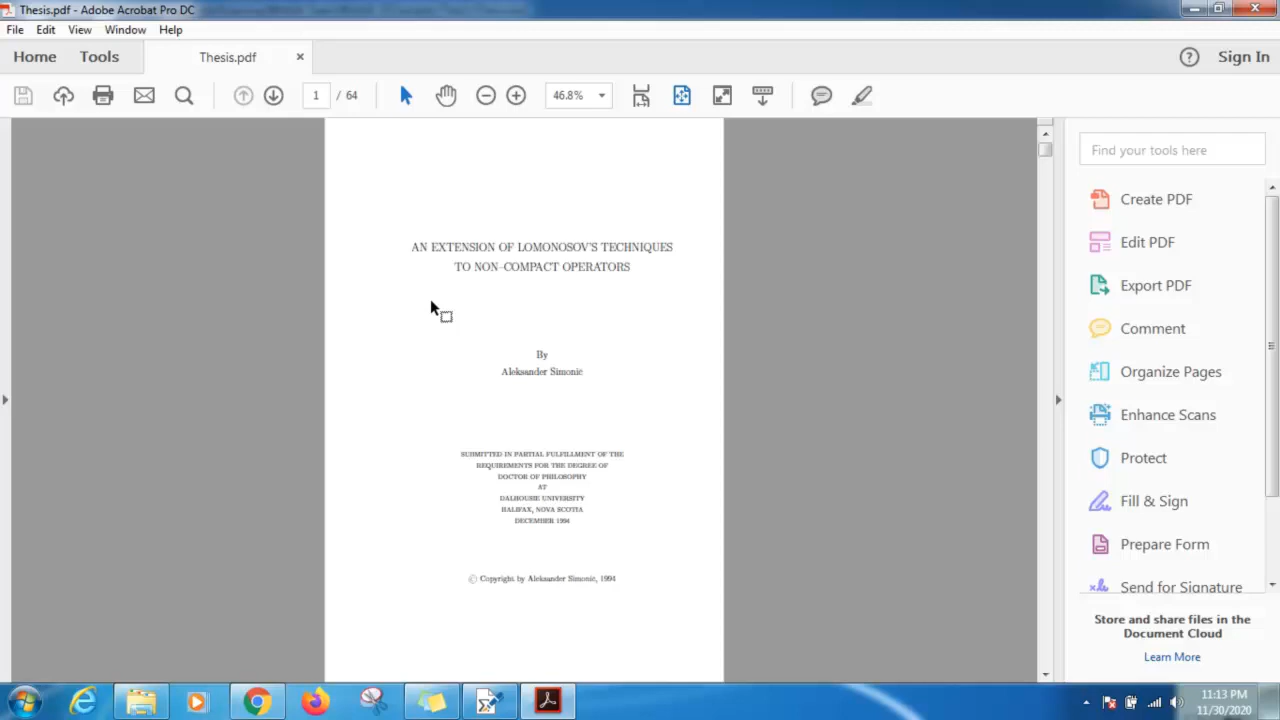 Thesis.pdf - Adobe Acrobat Pro DC
File Edit View Window Help
Home Tools Thesis.pdf × ? Sign In
1 / 64 46.8%
Find your tools here
Create PDF
Edit PDF
Export PDF
Comment
Organize Pages
Enhance Scans
Protect
Fill & Sign
Prepare Form
Send for Signature
Store and share files in the
Document Cloud
Learn More
AN EXTENSION OF LOMONOSOV'S TECHNIQUES
TO NON–COMPACT OPERATORS
By
Aleksander Simonič
SUBMITTED IN PARTIAL FULFILLMENT OF THE
REQUIREMENTS FOR THE DEGREE OF
DOCTOR OF PHILOSOPHY
AT
DALHOUSIE UNIVERSITY
HALIFAX, NOVA SCOTIA
DECEMBER 1994
© Copyright by Aleksander Simonič, 1994
11:13 PM
11/30/2020